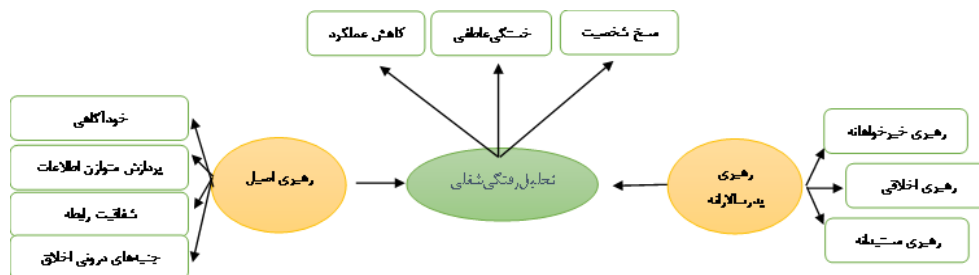 کاهش عملکرد
خستگی عاطفی
مسخ شخصیت
خودآگاهی
پردازش متوازن اطلاعات
شفافیت رابطه
جنبه‌های درونی اخلاق
رهبری اصیل
تحلیل‌رفتگی شغلی
رهبری
پدرسالارانه
رهبری خیرخواهانه
رهبری اخلاقی
رهبری مستبدانه